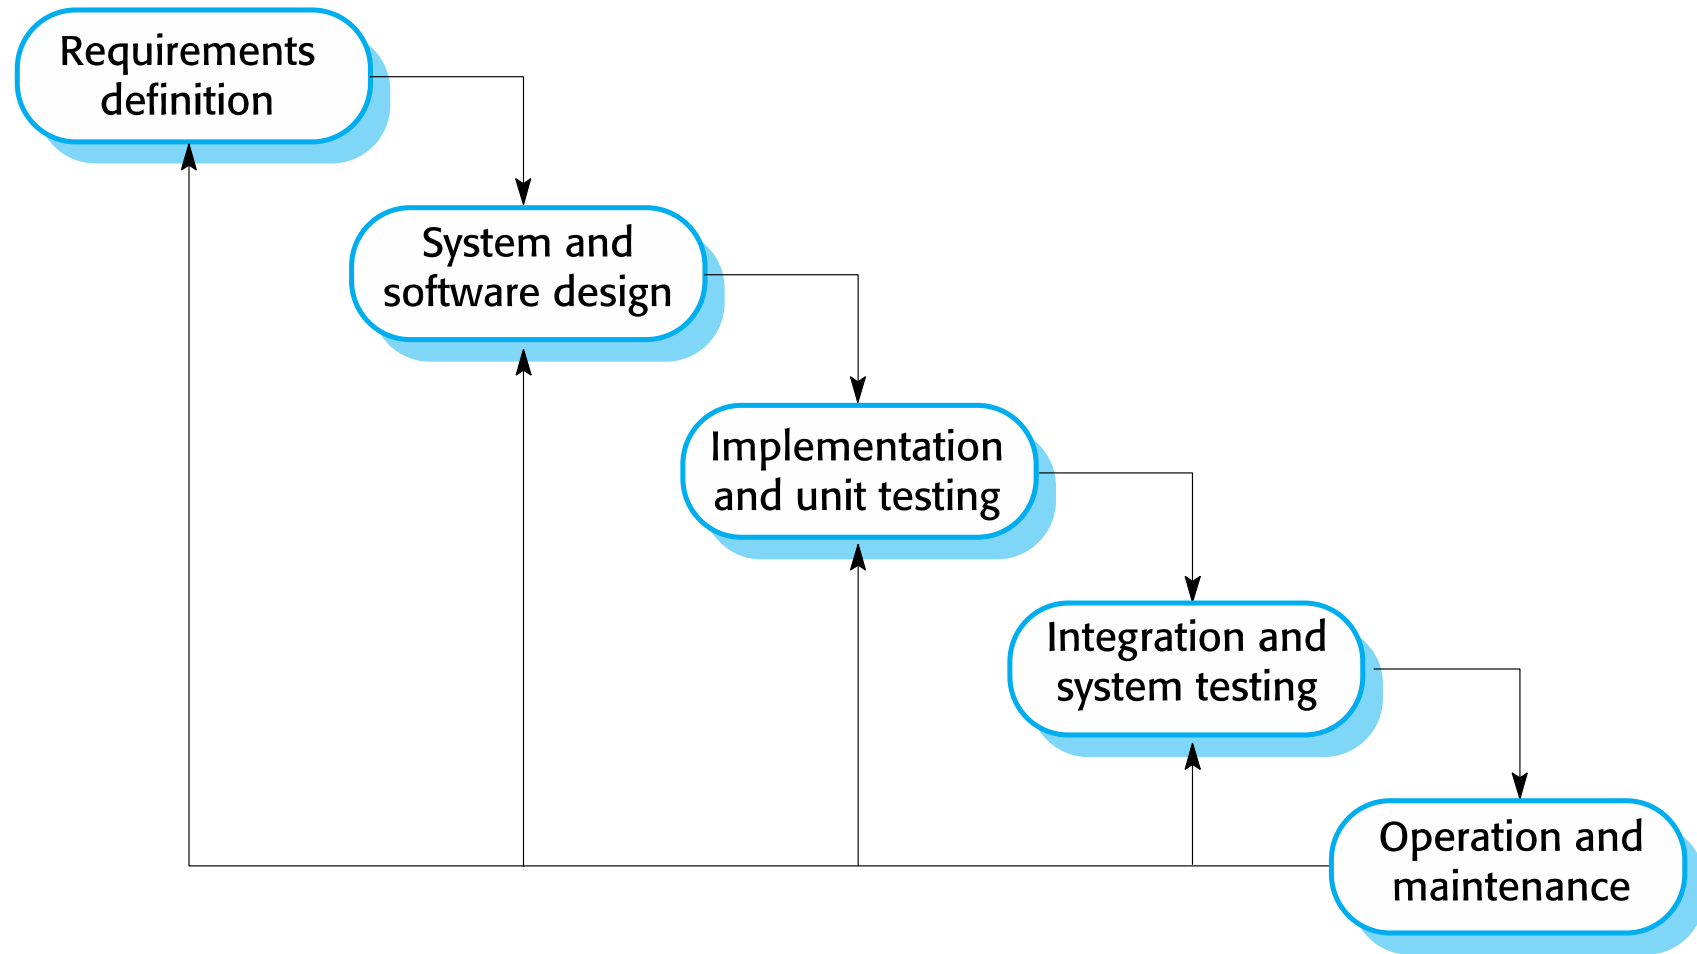 Requirements
definition
System and
software design
Implementation
and unit testing
Integration and
system testing
Operation and
maintenance